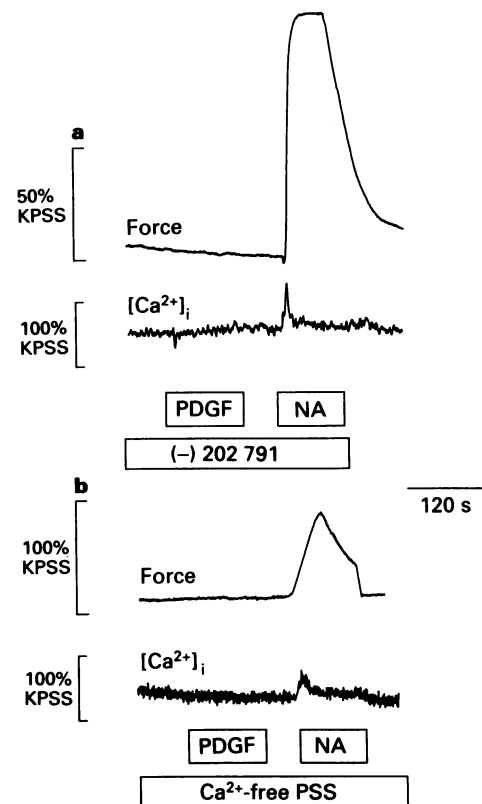 a
50%
KPSS
Force
[Ca²⁺]ᵢ
100%
KPSS
PDGF NA
(–) 202 791
b
120 s
100%
KPSS
Force
[Ca²⁺]ᵢ
100%
KPSS
PDGF NA
Ca²⁺-free PSS